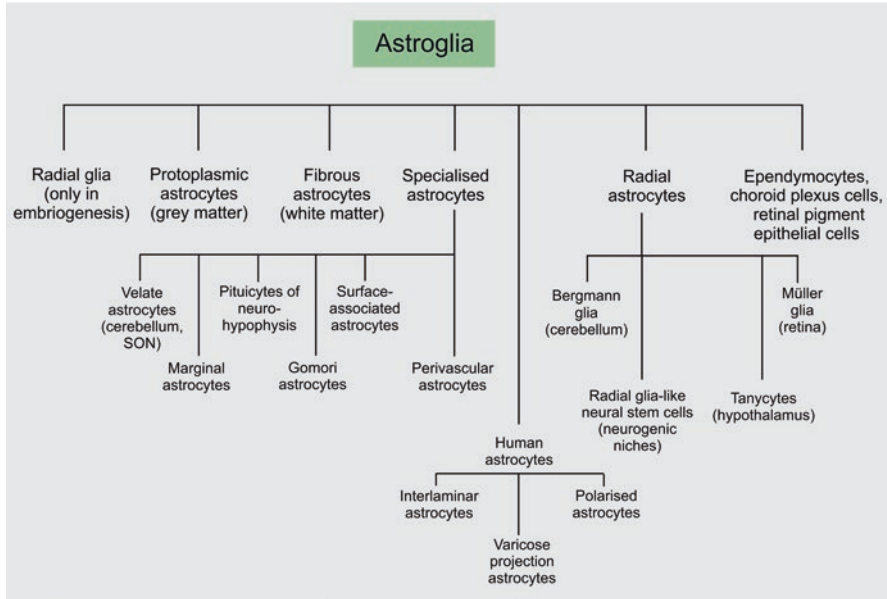 Astroglia
Radial glia
(only in
embriogenesis)
Protoplasmic
astrocytes
(grey matter)
Fibrous
astrocytes
(white matter)
Specialised
astrocytes
Radial
astrocytes
Ependymocytes,
choroid plexus cells,
retinal pigment
epithelial cells
Velate
astrocytes
(cerebellum,
SON)
Marginal
astrocytes
Pituicytes of
neuro-
hypophysis
Gomori
astrocytes
Surface-
associated
astrocytes
Perivascular
astrocytes
Bergmann
glia
(cerebellum)
Radial glia-like
neural stem cells
(neurogenic
niches)
Tanycytes
(hypothalamus)
Müller
glia
(retina)
Human
astrocytes
Interlaminar
astrocytes
Varicose
projection
astrocytes
Polarised
astrocytes